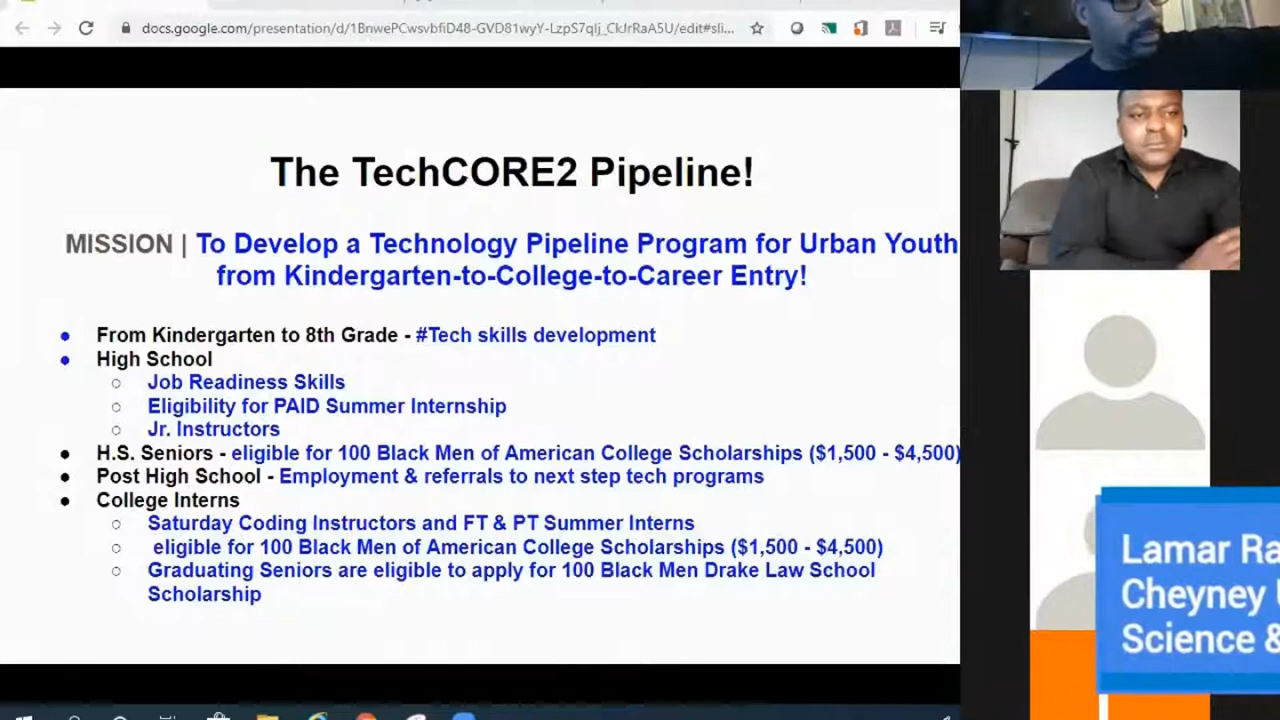 docs.google.com/presentation/d/1BnwePCwsvbfiD48-GVD81wyY-LzpS7qIj_CkJrRaA5U/edit#sli...
The TechCORE2 Pipeline!
MISSION | To Develop a Technology Pipeline Program for Urban Youth
from Kindergarten-to-College-to-Career Entry!
From Kindergarten to 8th Grade - #Tech skills development
High School
Job Readiness Skills
Eligibility for PAID Summer Internship
Jr. Instructors
H.S. Seniors - eligible for 100 Black Men of American College Scholarships ($1,500 - $4,500)
Post High School - Employment & referrals to next step tech programs
College Interns
Saturday Coding Instructors and FT & PT Summer Interns
eligible for 100 Black Men of American College Scholarships ($1,500 - $4,500)
Graduating Seniors are eligible to apply for 100 Black Men Drake Law School
Scholarship
Lamar Ra
Cheyney
Science &